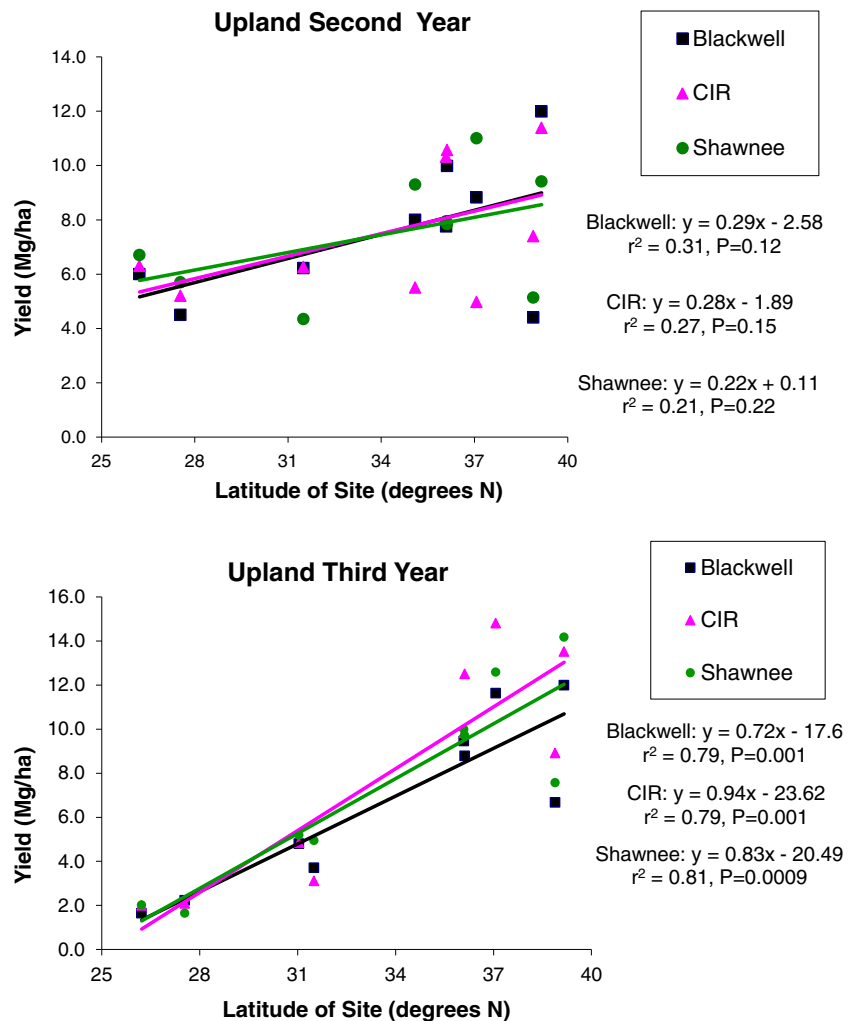 Upland Second Year
14.0
12.0
10.0
8.0
6.0
4.0
2.0
0.0
Yield (Mg/ha)
25 28 31 34 37 40
Latitude of Site (degrees N)
Blackwell
CIR
Shawnee
Blackwell: y = 0.29x - 2.58
r² = 0.31, P=0.12
CIR: y = 0.28x - 1.89
r² = 0.27, P=0.15
Shawnee: y = 0.22x + 0.11
r² = 0.21, P=0.22
Upland Third Year
16.0
14.0
12.0
10.0
8.0
6.0
4.0
2.0
0.0
Yield (Mg/ha)
25 28 31 34 37 40
Latitude of Site (degrees N)
Blackwell
CIR
Shawnee
Blackwell: y = 0.72x - 17.6
r² = 0.79, P=0.001
CIR: y = 0.94x - 23.62
r² = 0.79, P=0.001
Shawnee: y = 0.83x - 20.49
r² = 0.81, P=0.0009